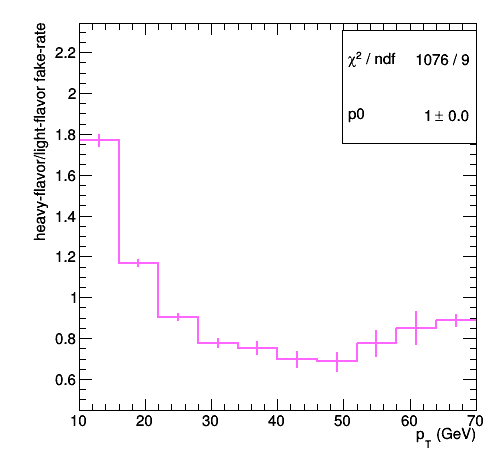 heavy-flavor/light-flavor fake-rate
χ² / ndf 1076 / 9
p0 1 ± 0.0
2.2
2
1.8
1.6
1.4
1.2
1
0.8
0.6
10 20 30 40 50 60 70
p_T (GeV)